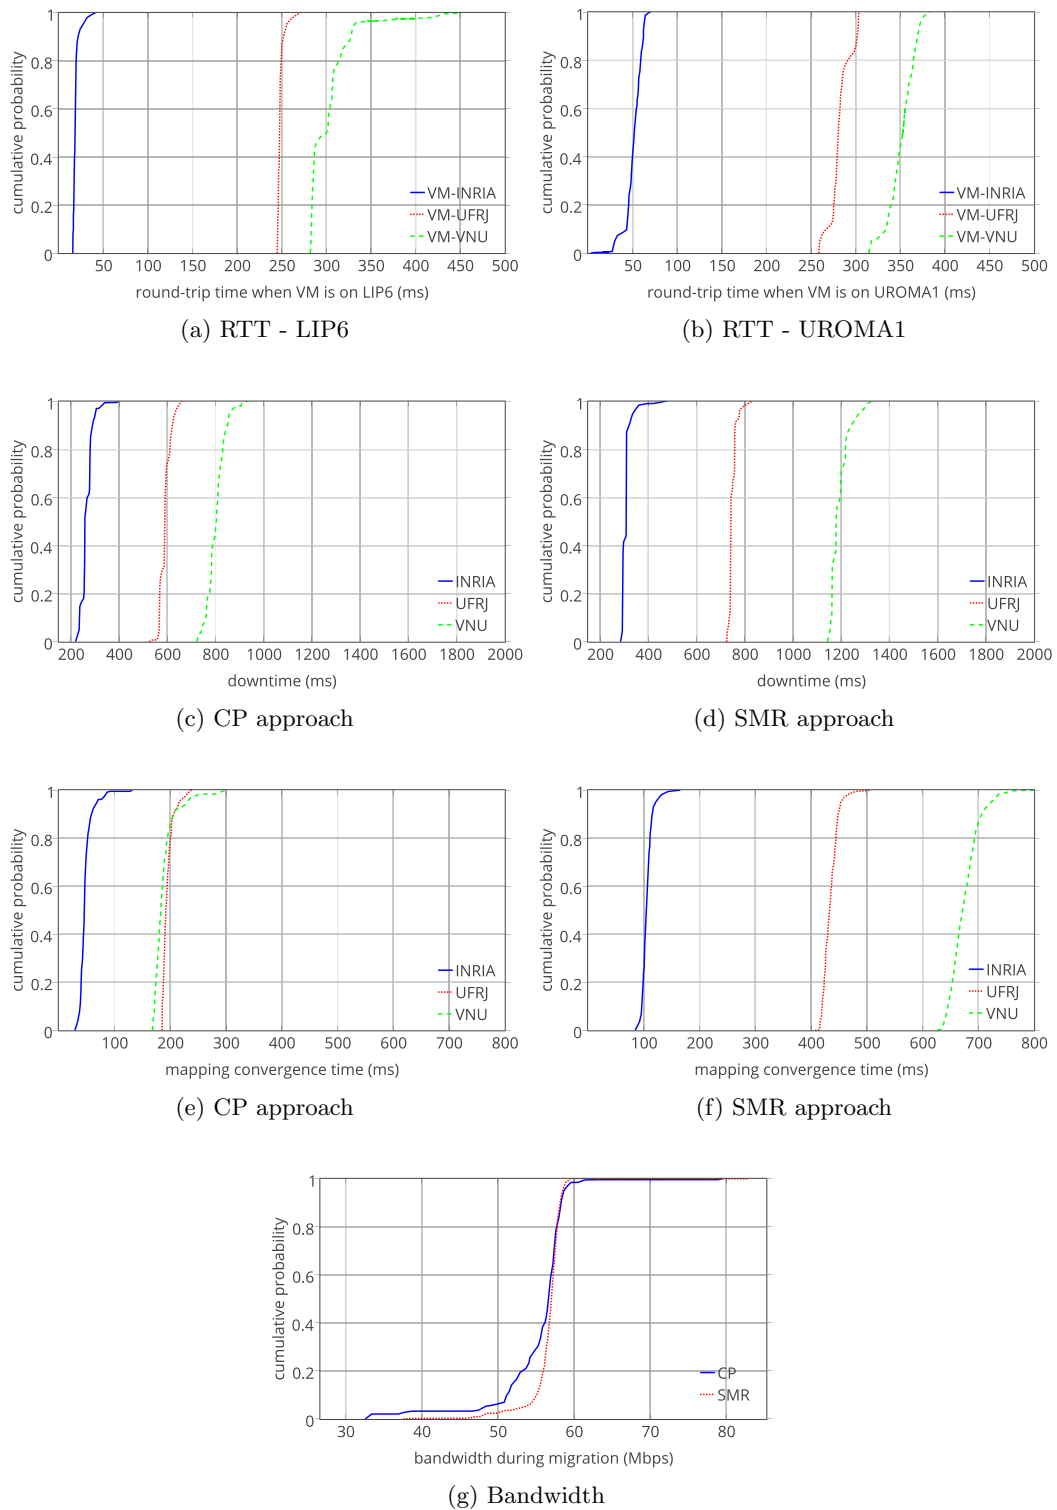 cumulative probability
1
0.8
0.6
0.4
0.2
0
VM-INRIA
VM-UFRJ
VM-VNU
50 100 150 200 250 300 350 400 450 500
round-trip time when VM is on LIP6 (ms)
(a) RTT - LIP6
cumulative probability
1
0.8
0.6
0.4
0.2
0
VM-INRIA
VM-UFRJ
VM-VNU
50 100 150 200 250 300 350 400 450 500
round-trip time when VM is on UROMA1 (ms)
(b) RTT - UROMA1
cumulative probability
1
0.8
0.6
0.4
0.2
0
INRIA
UFRJ
VNU
200 400 600 800 1000 1200 1400 1600 1800 2000
downtime (ms)
(c) CP approach
cumulative probability
1
0.8
0.6
0.4
0.2
0
INRIA
UFRJ
VNU
200 400 600 800 1000 1200 1400 1600 1800 2000
downtime (ms)
(d) SMR approach
cumulative probability
1
0.8
0.6
0.4
0.2
0
INRIA
UFRJ
VNU
100 200 300 400 500 600 700 800
mapping convergence time (ms)
(e) CP approach
cumulative probability
1
0.8
0.6
0.4
0.2
0
INRIA
UFRJ
VNU
100 200 300 400 500 600 700 800
mapping convergence time (ms)
(f) SMR approach
cumulative probability
1
0.8
0.6
0.4
0.2
0
CP
SMR
30 40 50 60 70 80
bandwidth during migration (Mbps)
(g) Bandwidth